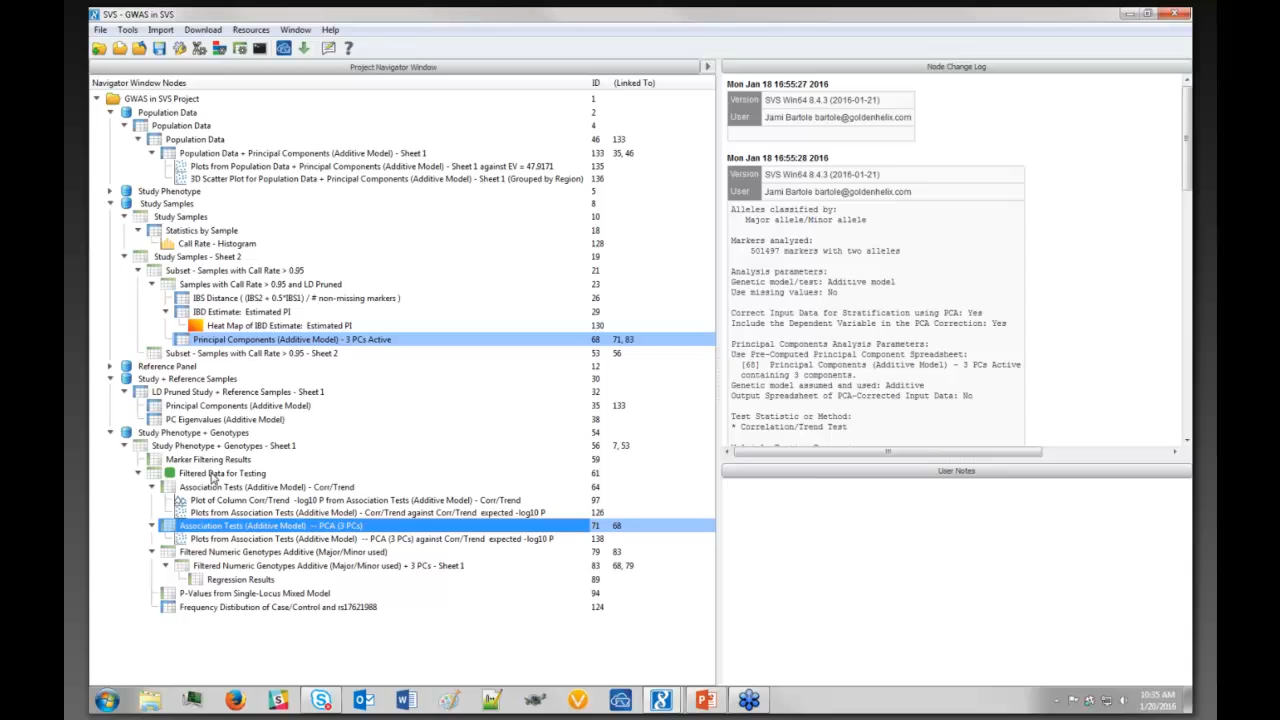 SVS - GWAS in SVS
File Tools Import Download Resources Window Help
Project Navigator Window
Navigator Window Nodes ID (Linked To)
GWAS in SVS Project 1
Population Data 2
Population Data 4
Population Data 46 133
Population Data + Principal Components (Additive Model) - Sheet 1 133 35, 46
Plots from Population Data + Principal Components (Additive Model) - Sheet 1 against EV = 47.9171 135
3D Scatter Plot for Population Data + Principal Components (Additive Model) - Sheet 1 (Grouped by Region) 136
Study Phenotype 5
Study Samples 8
Study Samples 10
Statistics by Sample 18
Call Rate - Histogram 128
Study Samples - Sheet 2 19
Subset - Samples with Call Rate > 0.95 21
Samples with Call Rate > 0.95 and LD Pruned 23
IBS Distance ( (IBS2 + 0.5*IBS1) / # non-missing markers ) 26
IBD Estimate: Estimated PI 28
Heat Map of IBD Estimate: Estimated PI 130
Principal Components (Additive Model) - 3 PCs Active 68 71, 83
Subset - Samples with Call Rate > 0.95 - Sheet 2 53 56
Reference Panel 12
Study + Reference Samples 30
LD Pruned Study + Reference Samples - Sheet 1 32
Principal Components (Additive Model) 35 133
PC Eigenvalues (Additive Model) 38
Study Phenotype + Genotypes 54
Study Phenotype + Genotypes - Sheet 1 56 7, 53
Marker Filtering Results 59
Filtered Data for Testing 61
Association Tests (Additive Model) - Corr/Trend 64
Plot of Column Corr/Trend -log10 P from Association Tests (Additive Model) - Corr/Trend 97
Plots from Association Tests (Additive Model) - Corr/Trend against Corr/Trend expected -log10 P 126
Association Tests (Additive Model) -- PCA (3 PCs) 71 68
Plots from Association Tests (Additive Model) -- PCA (3 PCs) against Corr/Trend expected -log10 P 138
Filtered Numeric Genotypes Additive (Major/Minor used) 79 83
Filtered Numeric Genotypes Additive (Major/Minor used) + 3 PCs - Sheet 1 83 68, 79
Regression Results 89
P-Values from Single-Locus Mixed Model 94
Frequency Distibution of Case/Control and rs17621988 124
Node Change Log
Mon Jan 18 16:55:27 2016
Version SVS Win64 8.4.3 (2016-01-21)
User Jami Bartole bartole@goldenhelix.com
Mon Jan 18 16:55:28 2016
Version SVS Win64 8.4.3 (2016-01-21)
User Jami Bartole bartole@goldenhelix.com
Alleles classified by:
Major allele/Minor allele
Markers analyzed:
501497 markers with two alleles
Analysis parameters:
Genetic model/test: Additive model
Use missing values: No
Correct Input Data for Stratification using PCA: Yes
Include the Dependent Variable in the PCA Correction: Yes
Principal Components Analysis Parameters:
Use Pre-Computed Principal Component Spreadsheet:
[68] Principal Components (Additive Model) - 3 PCs Active
containing 3 components.
Genetic model assumed and used: Additive
Output Spreadsheet of PCA-Corrected Input Data: No
Test Statistic or Method:
* Correlation/Trend Test
User Notes
10:35 AM
1/20/2016